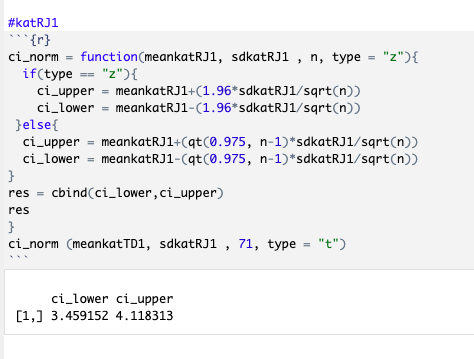 #katRJ1
```{r}
ci_norm = function(meankatRJ1, sdkatRJ1 , n, type = "z"){
  if(type == "z"){
    ci_upper = meankatRJ1+(1.96*sdkatRJ1/sqrt(n))
    ci_lower = meankatRJ1-(1.96*sdkatRJ1/sqrt(n))
 }else{
  ci_upper = meankatRJ1+(qt(0.975, n-1)*sdkatRJ1/sqrt(n))
  ci_lower = meankatRJ1-(qt(0.975, n-1)*sdkatRJ1/sqrt(n))
}
res = cbind(ci_lower,ci_upper)
res
}
ci_norm (meankatTD1, sdkatRJ1 , 71, type = "t")
```
     ci_lower ci_upper
[1,] 3.459152 4.118313